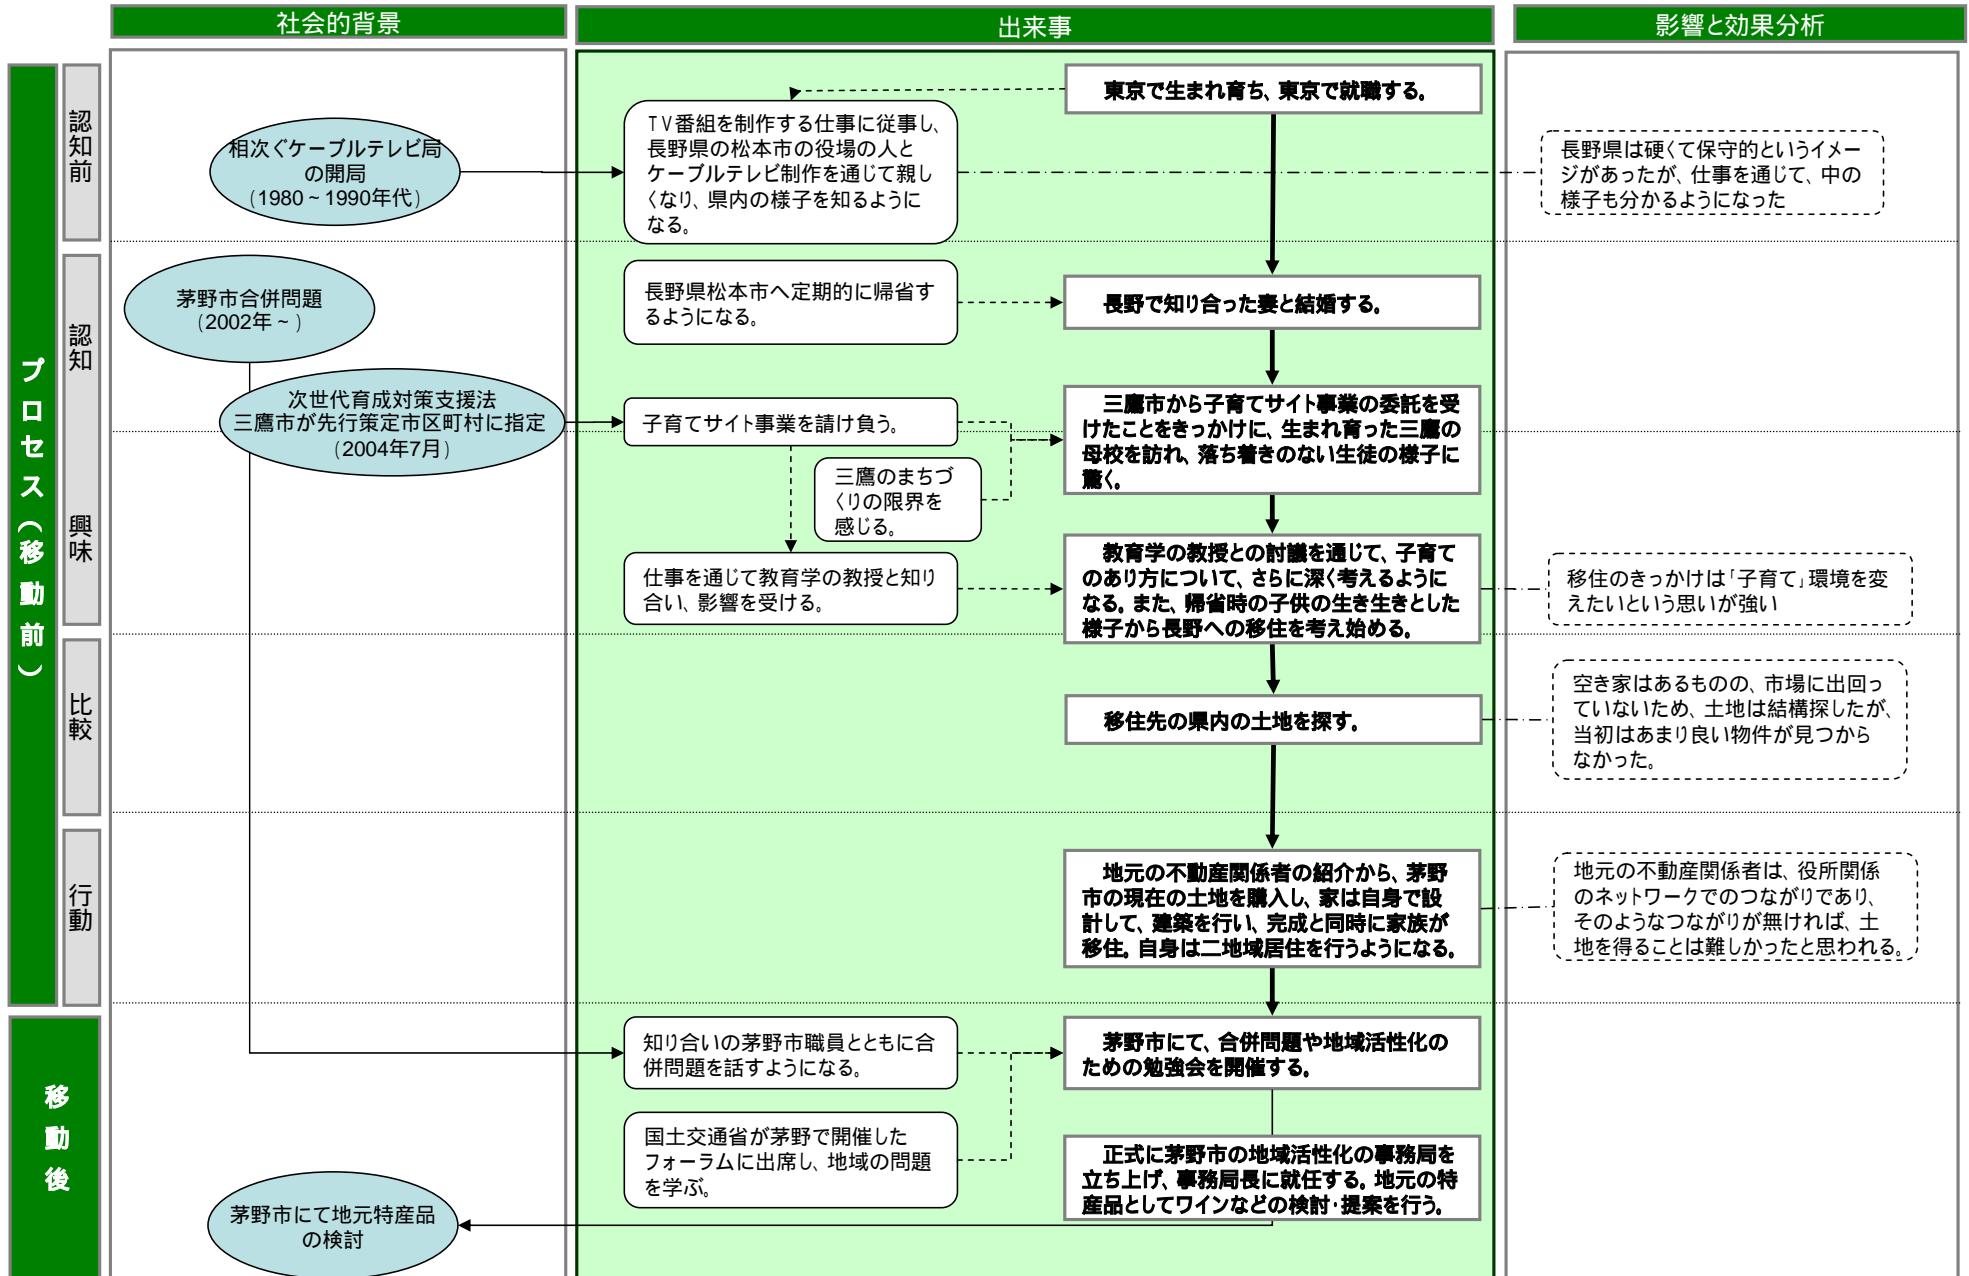 社会的背景
出来事
影響と効果分析
プロセス(移動前)
認知前
相次ぐケーブルテレビ局
の開局
(1980~1990年代)
TV番組を制作する仕事に従事し、
長野県の松本市の役場の人と
ケーブルテレビ制作を通じて親し
くなり、県内の様子を知るように
なる。
東京で生まれ育ち、東京で就職する。
長野県は硬くて保守的というイメー
ジがあったが、仕事を通じて、中の
様子も分かるようになった
認知
茅野市合併問題
(2002年~)
長野県松本市へ定期的に帰省す
るようになる。
長野で知り合った妻と結婚する。
次世代育成対策支援法
三鷹市が先行策定市区町村に指定
(2004年7月)
子育てサイト事業を請け負う。
三鷹市から子育てサイト事業の委託を受
けたことをきっかけに、生まれ育った三鷹の
母校を訪れ、落ち着きのない生徒の様子に
驚く。
興味
三鷹のまちづ
くりの限界を
感じる。
仕事を通じて教育学の教授と知り
合い、影響を受ける。
教育学の教授との討議を通じて、子育て
のあり方について、さらに深く考えるように
なる。また、帰省時の子供の生き生きとした
様子から長野への移住を考え始める。
移住のきっかけは「子育て」環境を変
えたいという思いが強い
比較
移住先の県内の土地を探す。
空き家はあるものの、市場に出回っ
ていないため、土地は結構探したが、
当初はあまり良い物件が見つから
なかった。
行動
地元の不動産関係者の紹介から、茅野
市の現在の土地を購入し、家は自身で設
計して、建築を行い、完成と同時に家族が
移住。自身は二地域居住を行うようになる。
地元の不動産関係者は、役所関係
のネットワークでのつながりであり、
そのようなつながりが無ければ、土
地を得ることは難しかったと思われる。
移動後
知り合いの茅野市職員とともに合
併問題を話すようになる。
茅野市にて、合併問題や地域活性化の
ための勉強会を開催する。
国土交通省が茅野で開催した
フォーラムに出席し、地域の問題
を学ぶ。
正式に茅野市の地域活性化の事務局を
立ち上げ、事務局長に就任する。地元の特
産品としてワインなどの検討・提案を行う。
茅野市にて地元特産品
の検討